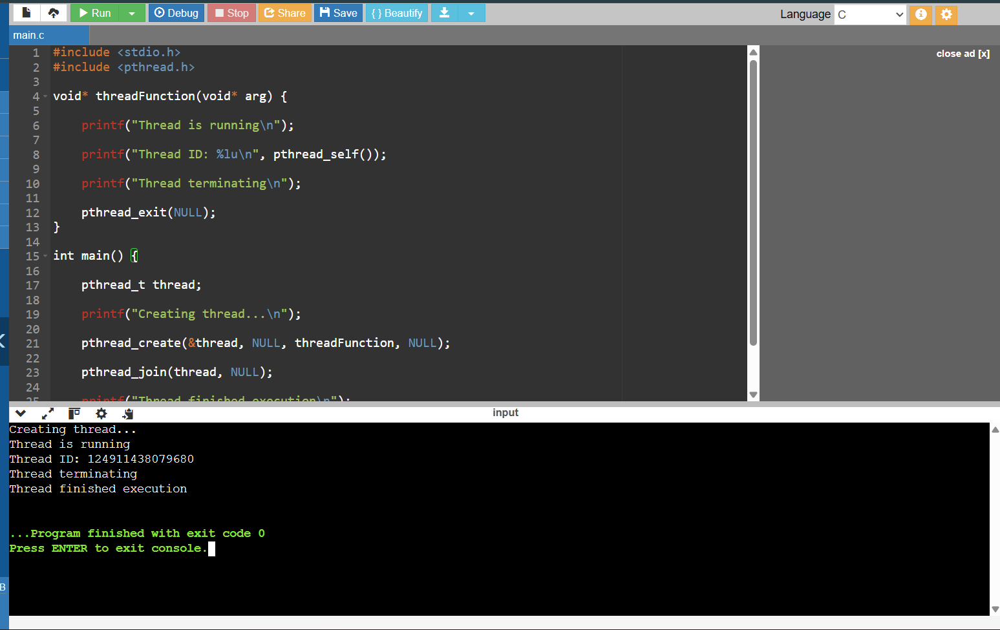 Run Debug Stop Share Save { } Beautify Language C
main.c
close ad [x]
1 #include <stdio.h>
2 #include <pthread.h>
3
4 void* threadFunction(void* arg) {
5
6     printf("Thread is running\n");
7
8     printf("Thread ID: %lu\n", pthread_self());
9
10     printf("Thread terminating\n");
11
12     pthread_exit(NULL);
13 }
14
15 int main() {
16
17     pthread_t thread;
18
19     printf("Creating thread...\n");
20
21     pthread_create(&thread, NULL, threadFunction, NULL);
22
23     pthread_join(thread, NULL);
24
25     printf("Thread finished execution\n");
input
Creating thread...
Thread is running
Thread ID: 124911438079680
Thread terminating
Thread finished execution
...Program finished with exit code 0
Press ENTER to exit console.
B